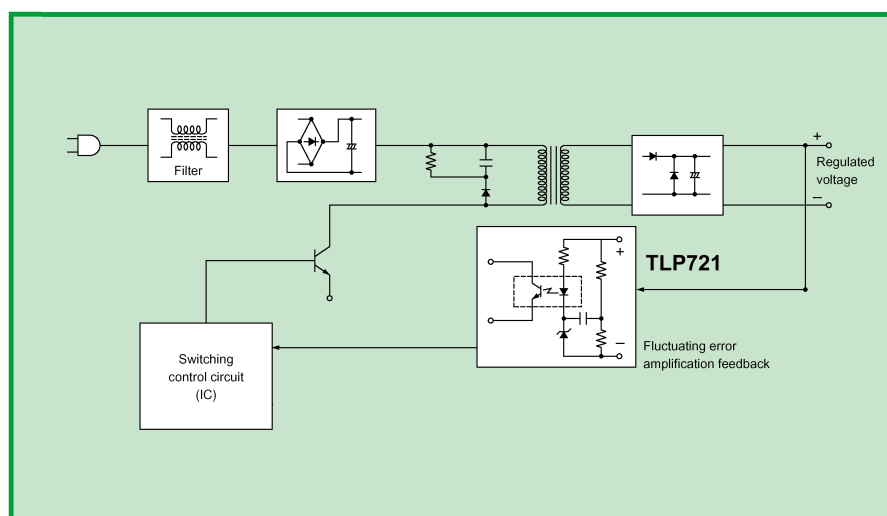 Filter
+
Regulated
voltage
−
+
TLP721
−
Fluctuating error
amplification feedback
Switching
control circuit
(IC)